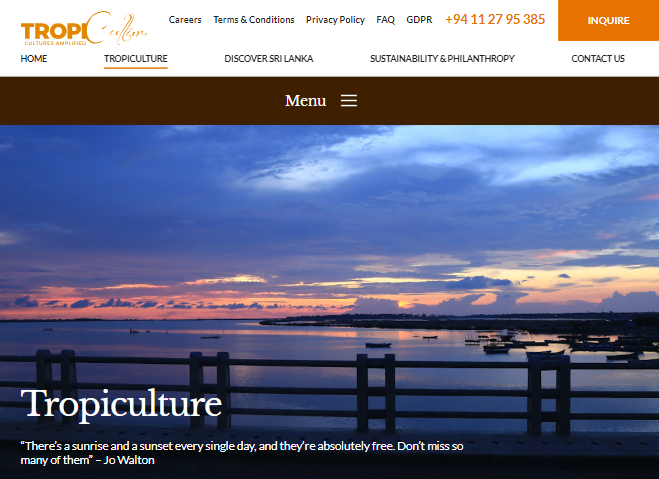 TROPI Culture
CULTURES AMPLIFIED
Careers Terms & Conditions Privacy Policy FAQ GDPR +94 11 27 95 385 INQUIRE
HOME TROPICULTURE DISCOVER SRI LANKA SUSTAINABILITY & PHILANTHROPY CONTACT US
Menu
Tropiculture
“There’s a sunrise and a sunset every single day, and they’re absolutely free. Don’t miss so
many of them” – Jo Walton